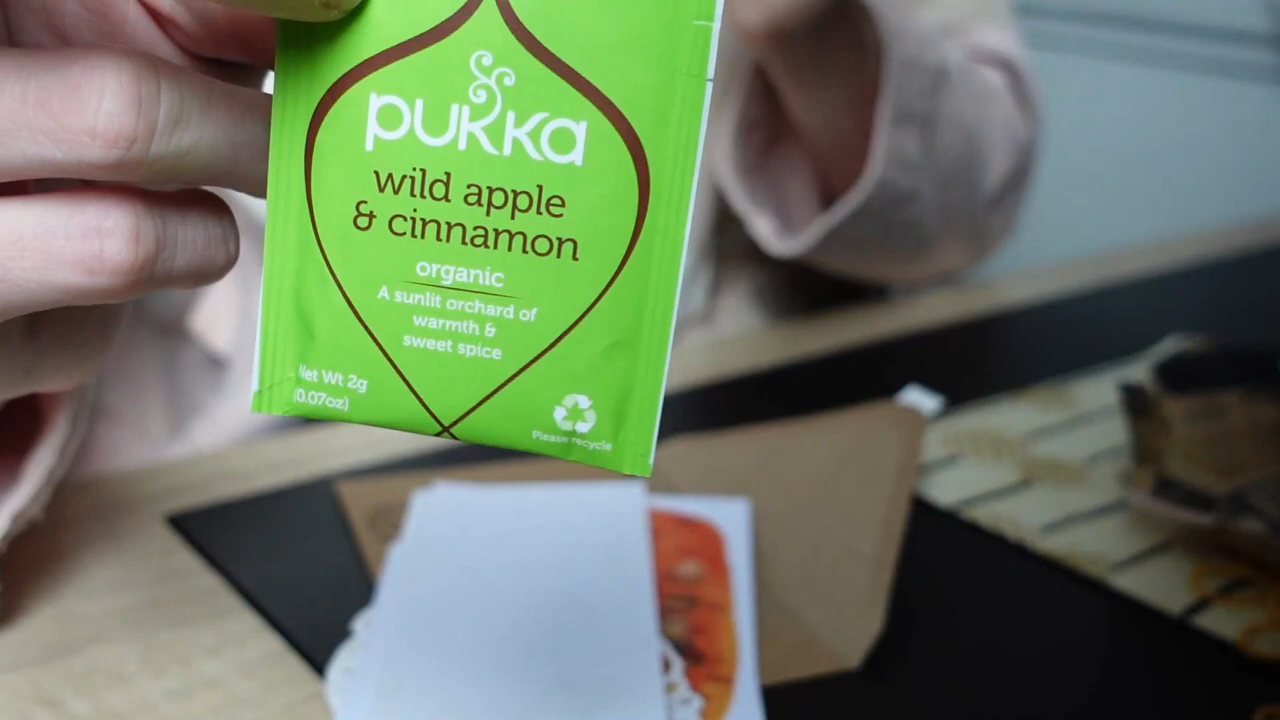 pukka
wild apple
& cinnamon
organic
A sunlit orchard of
warmth &
sweet spice
Net Wt 2g
(0.07oz)
Please recycle